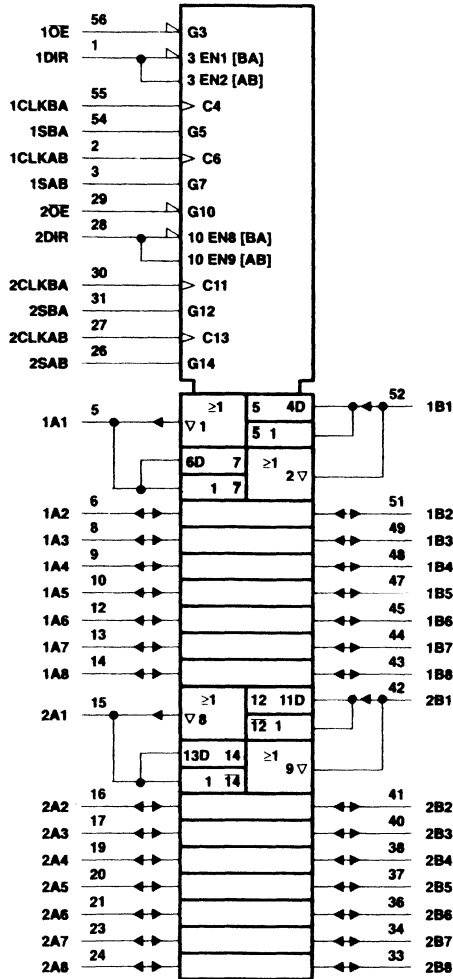 1O̅E̅ 56 G3
1DIR 1 3 EN1 [BA]
3 EN2 [AB]
1CLKBA 55 C4
1SBA 54 G5
1CLKAB 2 C6
1SAB 3 G7
2O̅E̅ 29 G10
2DIR 28 10 EN8 [BA]
10 EN9 [AB]
2CLKBA 30 C11
2SBA 31 G12
2CLKAB 27 C13
2SAB 26 G14
1A1 5 ≥1 ▽ 1 5 4D 52 1B1
5̅ 1
6D 7 ≥1
1 7̅ 2 ▽
1A2 6 51 1B2
1A3 8 49 1B3
1A4 9 48 1B4
1A5 10 47 1B5
1A6 12 45 1B6
1A7 13 44 1B7
1A8 14 43 1B8
2A1 15 ≥1 ▽ 8 12 11D 42 2B1
1̅2̅ 1
13D 14 ≥1
1 1̅4̅ 9 ▽
2A2 16 41 2B2
2A3 17 40 2B3
2A4 19 38 2B4
2A5 20 37 2B5
2A6 21 36 2B6
2A7 23 34 2B7
2A8 24 33 2B8